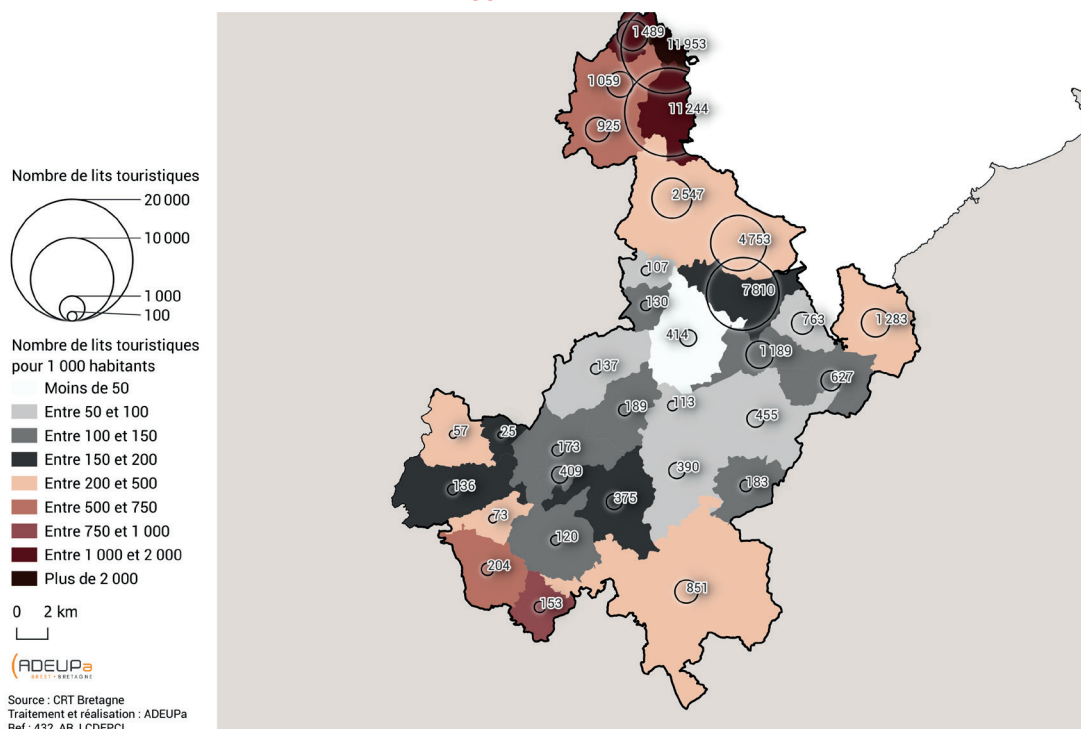 Nombre de lits touristiques
20 000
10 000
1 000
100
Nombre de lits touristiques
pour 1 000 habitants
Moins de 50
Entre 50 et 100
Entre 100 et 150
Entre 150 et 200
Entre 200 et 500
Entre 500 et 750
Entre 750 et 1 000
Entre 1 000 et 2 000
Plus de 2 000
0 2 km
ADEUPa
BREST • BRETAGNE
Source : CRT Bretagne
Traitement et réalisation : ADEUPa
1 489
11 953
1 059
11 244
925
2 547
4 753
107
7 810
130
763
1 283
414
1 189
137
627
189
113
455
57
25
173
409
390
136
375
183
73
120
204
851
153